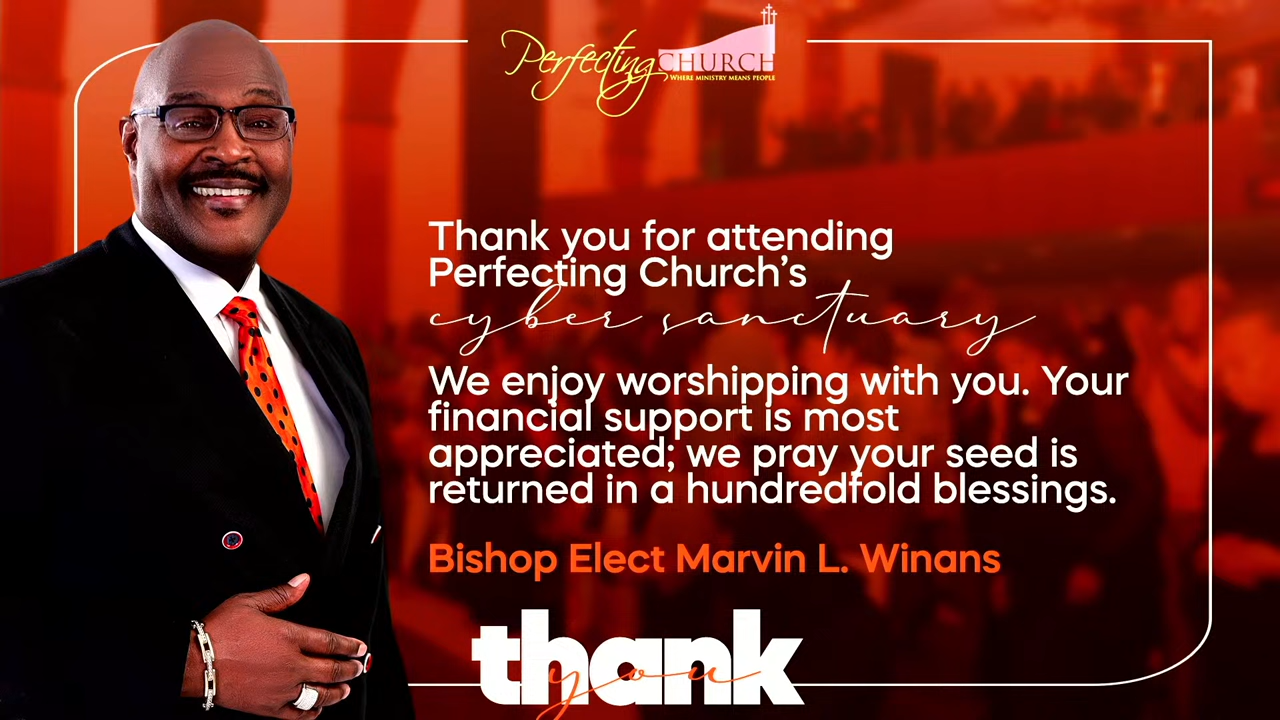 Perfecting CHURCH
WHERE MINISTRY MEANS PEOPLE
Thank you for attending
Perfecting Church's
cyber sanctuary
We enjoy worshipping with you. Your
financial support is most
appreciated; we pray your seed is
returned in a hundredfold blessings.
Bishop Elect Marvin L. Winans
thank
you